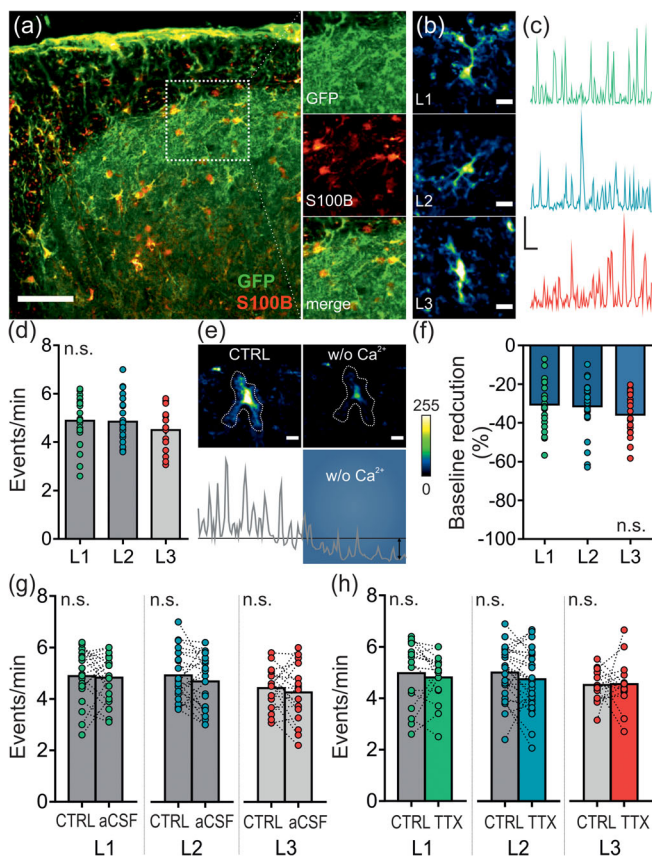 (a)
GFP
S100B
GFP
S100B
merge
(b)
L1
L2
L3
(c)
(d)
n.s.
Events/min
6
4
2
0
L1 L2 L3
(e)
CTRL
w/o Ca²⁺
255
0
w/o Ca²⁺
(f)
Baseline redcution
(%)
0
-20
-40
-60
-80
-100
n.s.
L1 L2 L3
(g)
n.s. n.s. n.s.
Events/min
8
6
4
2
0
CTRL aCSF CTRL aCSF CTRL aCSF
L1 L2 L3
(h)
n.s. n.s. n.s.
Events/min
8
6
4
2
0
CTRL TTX CTRL TTX CTRL TTX
L1 L2 L3